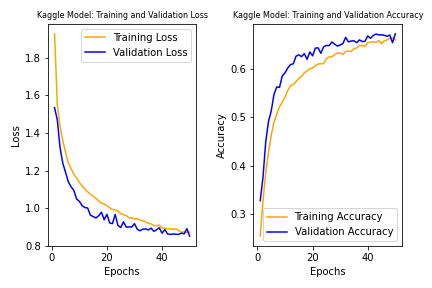 Kaggle Model: Training and Validation Loss
Training Loss
Validation Loss
Loss
1.8
1.6
1.4
1.2
1.0
0.8
0
20
40
Epochs
Kaggle Model: Training and Validation Accuracy
Training Accuracy
Validation Accuracy
Accuracy
0.6
0.5
0.4
0.3
0
20
40
Epochs